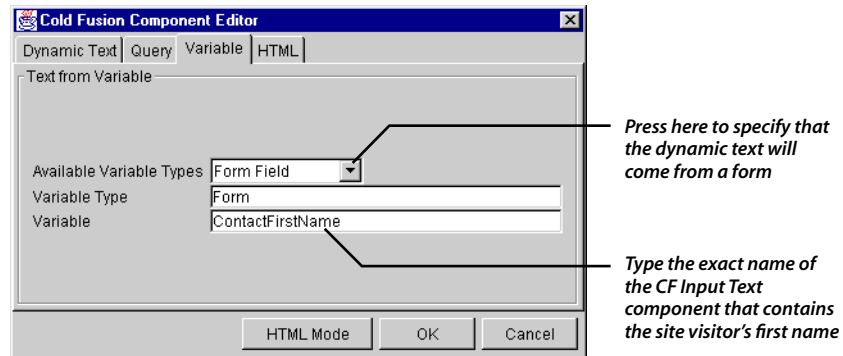 Cold Fusion Component Editor
Dynamic Text Query Variable HTML
Text from Variable
Available Variable Types Form Field
Variable Type Form
Variable ContactFirstName
HTML Mode OK Cancel
Press here to specify that
the dynamic text will
come from a form
Type the exact name of
the CF Input Text
component that contains
the site visitor’s first name